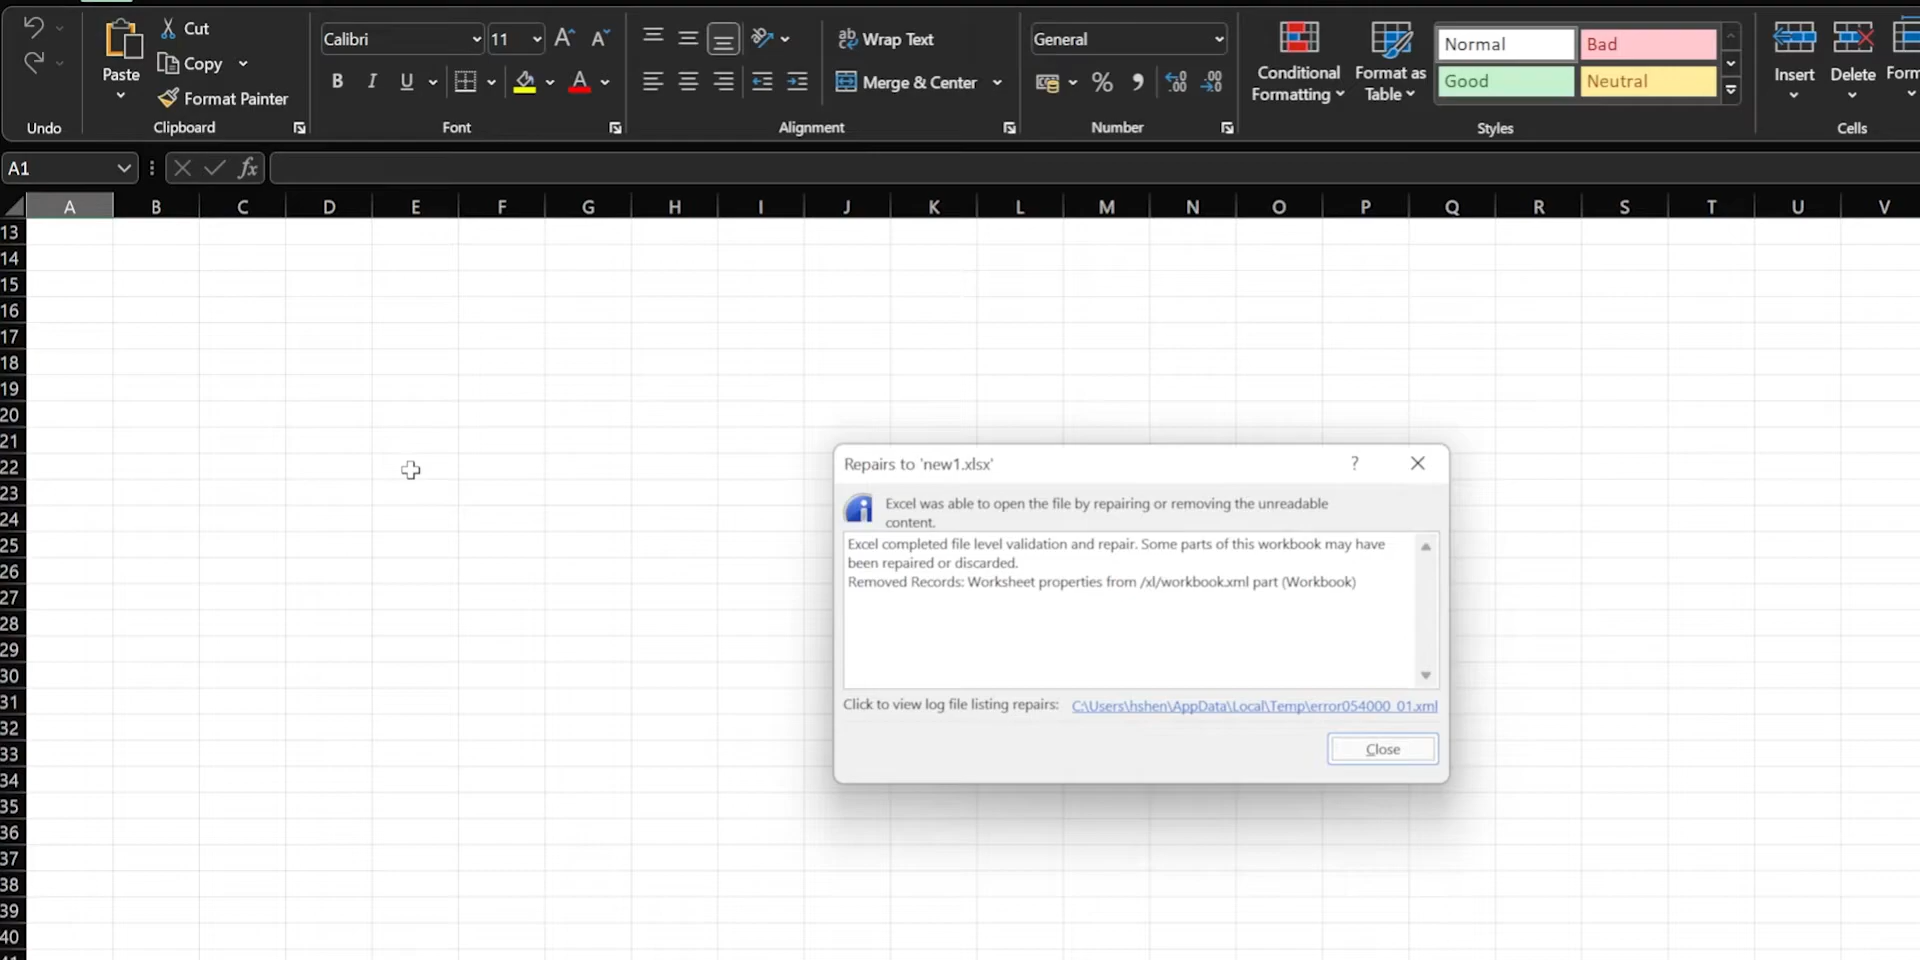 Cut
Copy
Paste
Format Painter
Undo
Clipboard
Calibri
11
B I U
A
Font
ab
Wrap Text
Merge & Center
Alignment
General
% 9
Number
Conditional
Formatting
Format as
Table
Normal
Bad
Good
Neutral
Styles
Insert
Delete
Form
Cells
A1
fx
A B C D E F G H I J K L M N O P Q R S T U V
13
14
15
16
17
18
19
20
21
22
23
24
25
26
27
28
29
30
31
32
33
34
35
36
37
38
39
40
Repairs to 'new1.xlsx'
?
Excel was able to open the file by repairing or removing the unreadable
content.
Excel completed file level validation and repair. Some parts of this workbook may have
been repaired or discarded.
Removed Records: Worksheet properties from /xl/workbook.xml part (Workbook)
Click to view log file listing repairs: C:\Users\hshen\AppData\Local\Temp\error054000_01.xml
Close